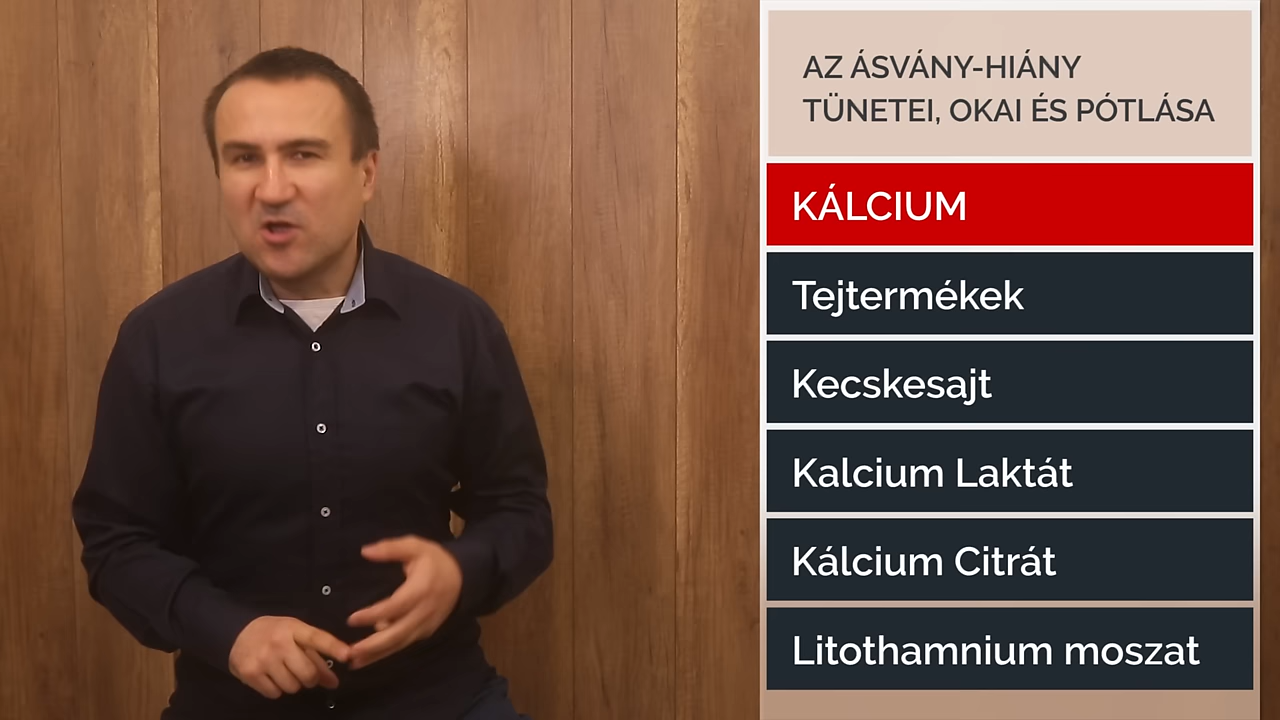 AZ ÁSVÁNY-HIÁNY
TÜNETEI, OKAI ÉS PÓTLÁSA
KÁLCIUM
Tejtermékek
Kecskesajt
Kalcium Laktát
Kálcium Citrát
Litothamnium moszat